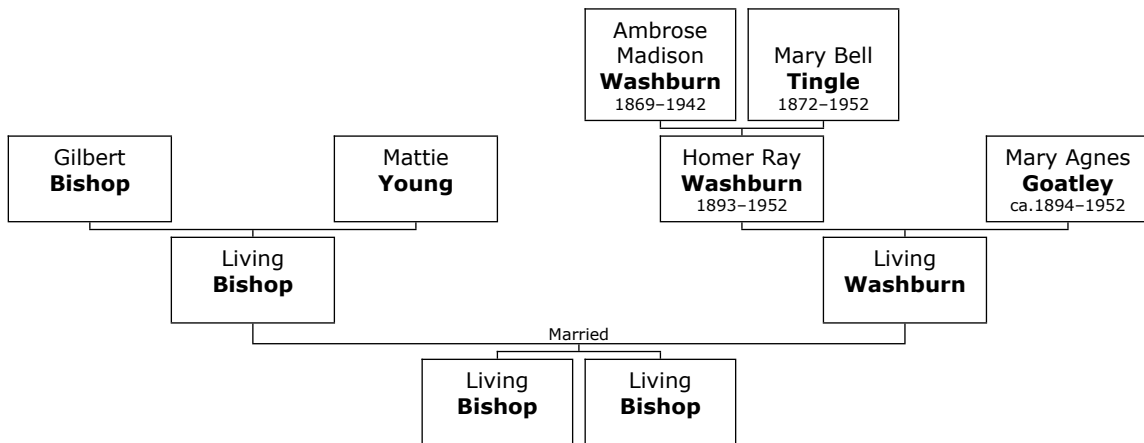 Ambrose
Madison
Washburn
1869–1942
Mary Bell
Tingle
1872–1952
Gilbert
Bishop
Mattie
Young
Homer Ray
Washburn
1893–1952
Mary Agnes
Goatley
ca.1894–1952
Living
Bishop
Living
Washburn
Married
Living
Bishop
Living
Bishop